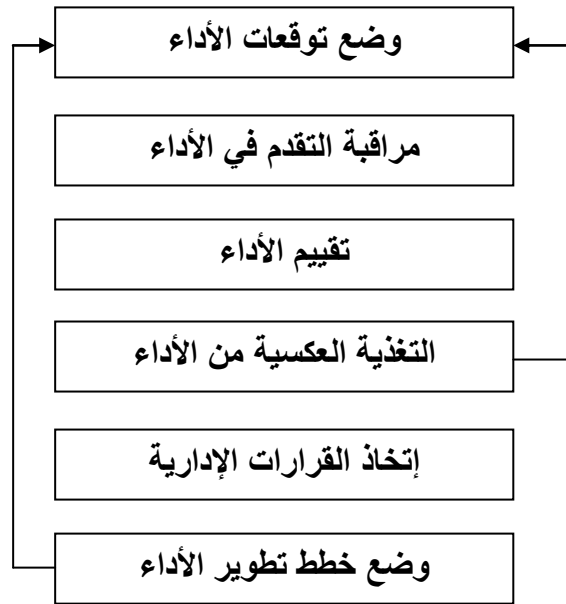 وضع توقعات الأداء
مراقبة التقدم في الأداء
تقييم الأداء
التغذية العكسية من الأداء
إتخاذ القرارات الإدارية
وضع خطط تطوير الأداء